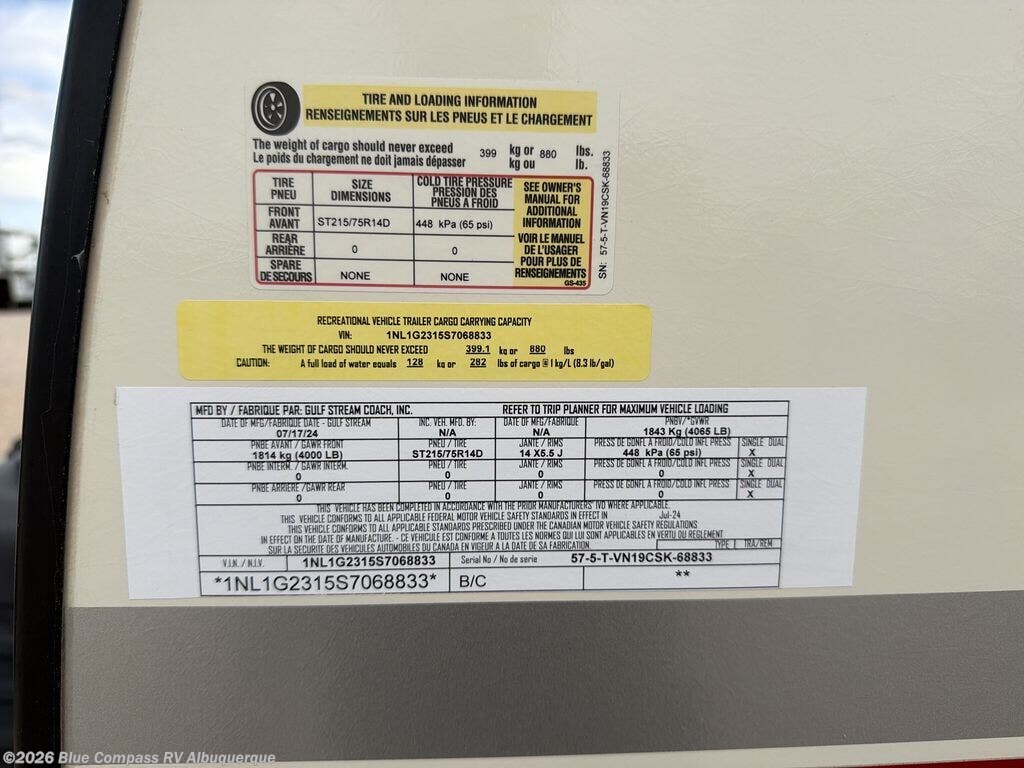 TIRE AND LOADING INFORMATION
RENSEIGNEMENTS SUR LES PNEUS ET LE CHARGEMENT
The weight of cargo should never exceed 399 kg or 880 lbs.
Le poids du chargement ne doit jamais dépasser kg ou lb.
TIRE PNEU SIZE DIMENSIONS COLD TIRE PRESSURE PRESSION DES PNEUS A FROID
FRONT AVANT ST215/75R14D 448 kPa (65 psi)
REAR ARRIÈRE 0 0
SPARE DE SECOURS NONE NONE
SEE OWNER'S
MANUAL FOR
ADDITIONAL
INFORMATION
VOIR LE MANUEL
DE L'USAGER
POUR PLUS DE
RENSEIGNEMENTS
GS-435
SN: 57-5-T-VN19CSK-68833
RECREATIONAL VEHICLE TRAILER CARGO CARRYING CAPACITY
VIN: 1NL1G2315S7068833
THE WEIGHT OF CARGO SHOULD NEVER EXCEED 399.1 kg or 880 lbs
CAUTION: A full load of water equals 128 kg or 282 lbs of cargo @ 1 kg/L (8.3 lb/gal)
MFD BY / FABRIQUE PAR: GULF STREAM COACH, INC. REFER TO TRIP PLANNER FOR MAXIMUM VEHICLE LOADING
DATE OF MFG/FABRIQUE DATE - GULF STREAM INC. VEH. MFD. BY: DATE OF MFG/FABRIQUE PNBV/*GVWR
07/17/24 N/A N/A 1843 Kg (4065 LB)
PNBE AVANT / GAWR FRONT PNEU / TIRE JANTE / RIMS PRESS DE GONFL A FROID/COLD INFL PRESS SINGLE DUAL
1814 kg (4000 LB) ST215/75R14D 14 X5.5 J 448 kPa (65 psi) X
PNBE INTERM. / GAWR INTERM. PNEU / TIRE JANTE / RIMS PRESS DE GONFL A FROID/COLD INFL PRESS SINGLE DUAL
0 0 0 0 X
PNBE ARRIERE / GAWR REAR PNEU / TIRE JANTE / RIMS PRESS DE GONFL A FROID/COLD INFL PRESS SINGLE DUAL
0 0 0 0 X
THIS VEHICLE HAS BEEN COMPLETED IN ACCORDANCE WITH THE PRIOR MANUFACTURERS' IVD WHERE APPLICABLE.
THIS VEHICLE CONFORMS TO ALL APPLICABLE FEDERAL MOTOR VEHICLE SAFETY STANDARDS IN EFFECT IN Jul-24
THIS VEHICLE CONFORMS TO ALL APPLICABLE STANDARDS PRESCRIBED UNDER THE CANADIAN MOTOR VEHICLE SAFETY REGULATIONS
IN EFFECT ON THE DATE OF MANUFACTURE. - CE VEHICULE EST CONFORME A TOUTES LES NORMES QUI LUI SONT APPLICABLES EN VERTU DU REGLEMENT
SUR LA SECURITE DES VEHICULES AUTOMOBILES DU CANADA EN VIGEUR A LA DATE DE SA FABRICATION TYPE TRA/REM
V.I.N. / N.I.V. 1NL1G2315S7068833 Serial No / No de serie 57-5-T-VN19CSK-68833
*1NL1G2315S7068833* B/C **
©2026 Blue Compass RV Albuquerque